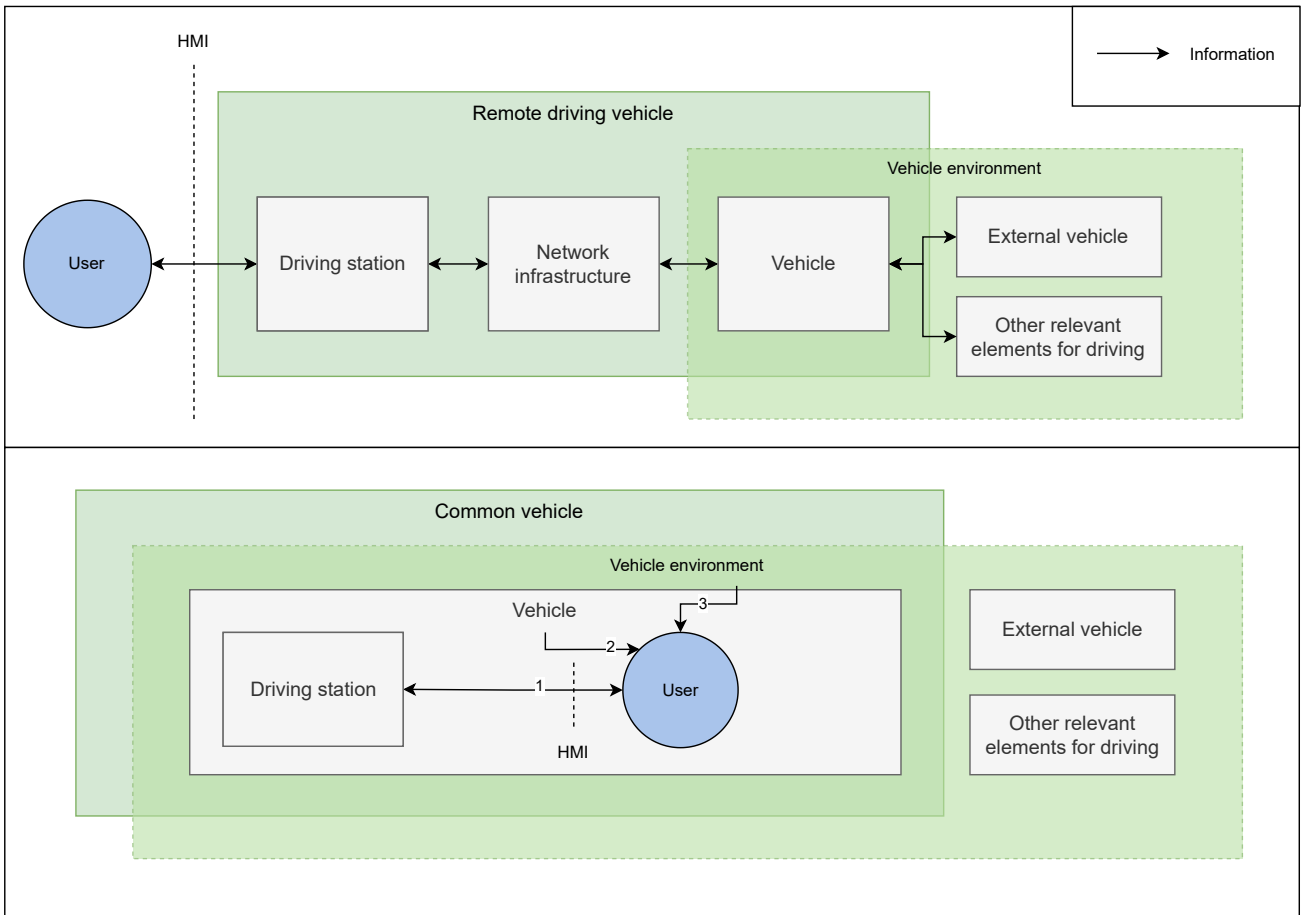 HMI
Information
Remote driving vehicle
Vehicle environment
User
Driving station
Network
infrastructure
Vehicle
External vehicle
Other relevant
elements for driving
Common vehicle
Vehicle environment
Vehicle
3
2
1
Driving station
User
HMI
External vehicle
Other relevant
elements for driving